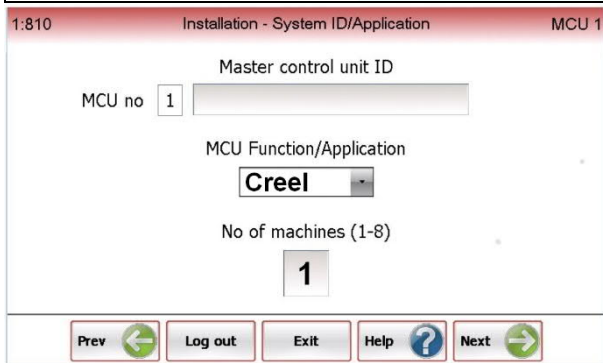 1:810 Installation - System ID/Application MCU 1
Master control unit ID
MCU no 1
MCU Function/Application
Creel
No of machines (1-8)
1
Prev Log out Exit Help ? Next